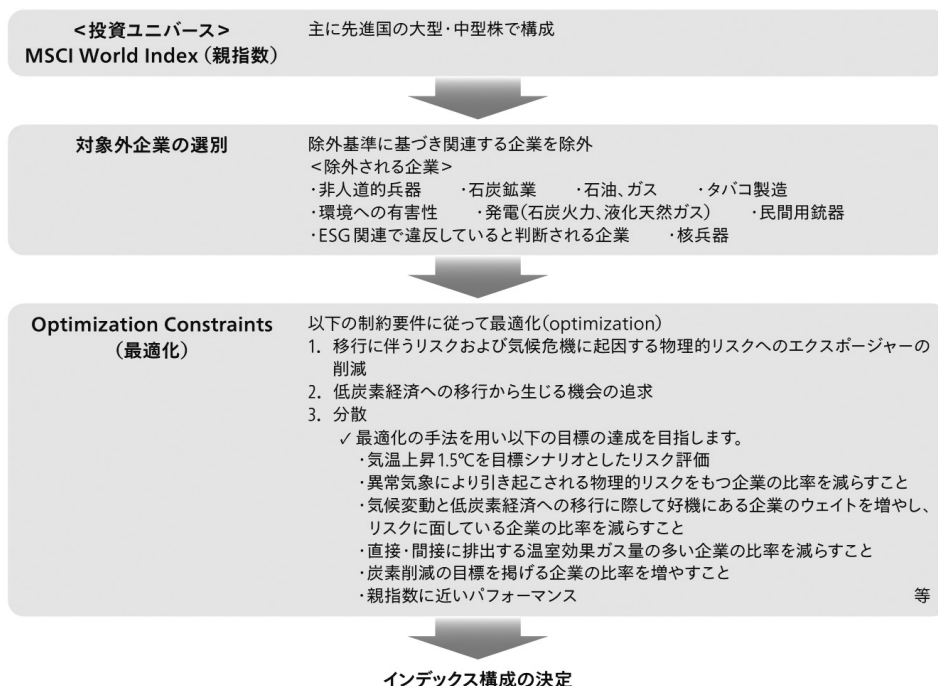 <投資ユニバース>
MSCI World Index（親指数）
主に先進国の大型・中型株で構成
対象外企業の選別
除外基準に基づき関連する企業を除外
<除外される企業>
・非人道的兵器 ・石炭鉱業 ・石油、ガス ・タバコ製造
・環境への有害性 ・発電（石炭火力、液化天然ガス） ・民間用銃器
・ESG関連で違反していると判断される企業 ・核兵器
Optimization Constraints
（最適化）
以下の制約要件に従って最適化（optimization）
1. 移行に伴うリスクおよび気候危機に起因する物理的リスクへのエクスポージャーの
削減
2. 低炭素経済への移行から生じる機会の追求
3. 分散
✓最適化の手法を用い以下の目標の達成を目指します。
・気温上昇1.5℃を目標シナリオとしたリスク評価
・異常気象により引き起こされる物理的リスクをもつ企業の比率を減らすこと
・気候変動と低炭素経済への移行に際して好機にある企業のウェイトを増やし、
リスクに面している企業の比率を減らすこと
・直接・間接に排出する温室効果ガス量の多い企業の比率を減らすこと
・炭素削減の目標を掲げる企業の比率を増やすこと
・親指数に近いパフォーマンス 等
インデックス構成の決定